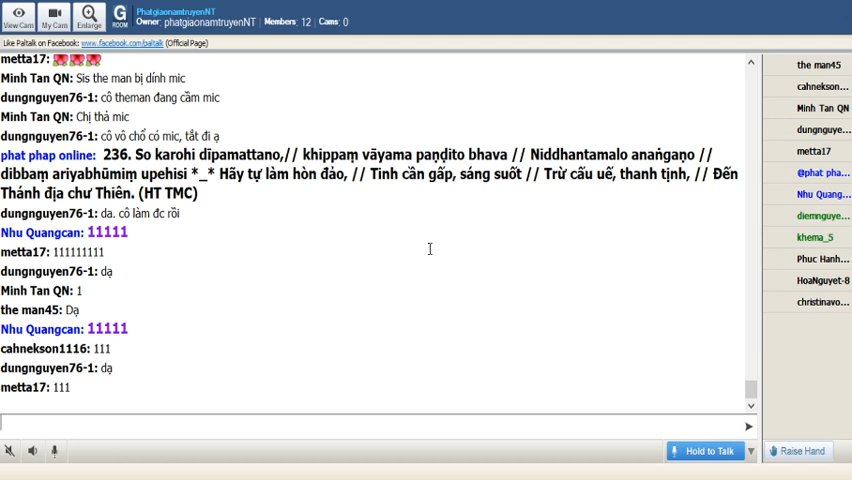 View Cam
My Cam
Enlarge
G
ROOM
PhatgiaonamtruyenNT
Owner: phatgiaonamtruyenNT Members: 12 Cams: 0
Like Paltalk on Facebook: www.facebook.com/paltalk (Official Page)
metta17:
Minh Tan QN: Sis the man bị dính mic
dungnguyen76-1: cô theman đang cầm mic
Minh Tan QN: Chị thả mic
dungnguyen76-1: cô vô chổ có mic, tắt đi ạ
phat phap online: 236. So karohi dīpamattano,// khippaṃ vāyama paṇḍito bhava // Niddhantamalo anaṅgaṇo //
dibbaṃ ariyabhūmiṃ upehisi *_* Hãy tự làm hòn đảo, // Tinh cần gấp, sáng suốt // Trừ cấu uế, thanh tịnh, // Đến
Thánh địa chư Thiên. (HT TMC)
dungnguyen76-1: da. cô làm đc rồi
Nhu Quangcan: 11111
metta17: 111111111
dungnguyen76-1: dạ
Minh Tan QN: 1
the man45: Dạ
Nhu Quangcan: 11111
cahnekson1116: 111
dungnguyen76-1: dạ
metta17: 111
Hold to Talk
the man45
cahnekson...
Minh Tan QN
dungnguye...
metta17
@phat pha...
Nhu Quang...
diemnguye...
khema_5
Phuc Hanh...
HoaNguyet-8
christinavo...
Raise Hand